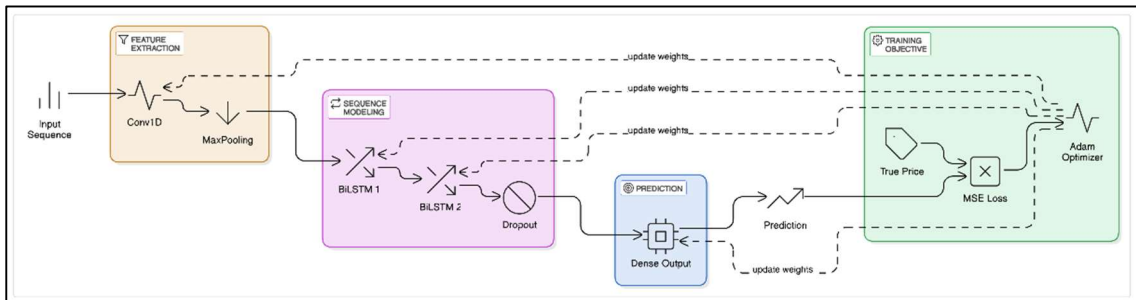 FEATURE
EXTRACTION
Input
Sequence
Conv1D
MaxPooling
SEQUENCE
MODELING
BiLSTM 1
BiLSTM 2
Dropout
PREDICTION
Dense Output
Prediction
TRAINING
OBJECTIVE
True Price
MSE Loss
Adam
Optimizer
update weights
update weights
update weights
update weights